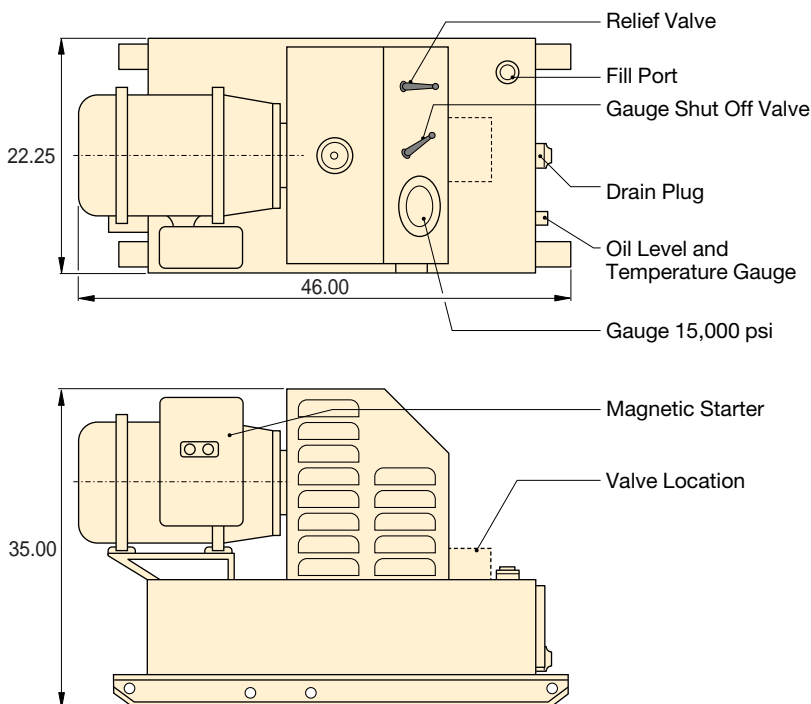 Relief Valve
Fill Port
Gauge Shut Off Valve
22.25
Drain Plug
Oil Level and
Temperature Gauge
46.00
Gauge 15,000 psi
Magnetic Starter
Valve Location
35.00